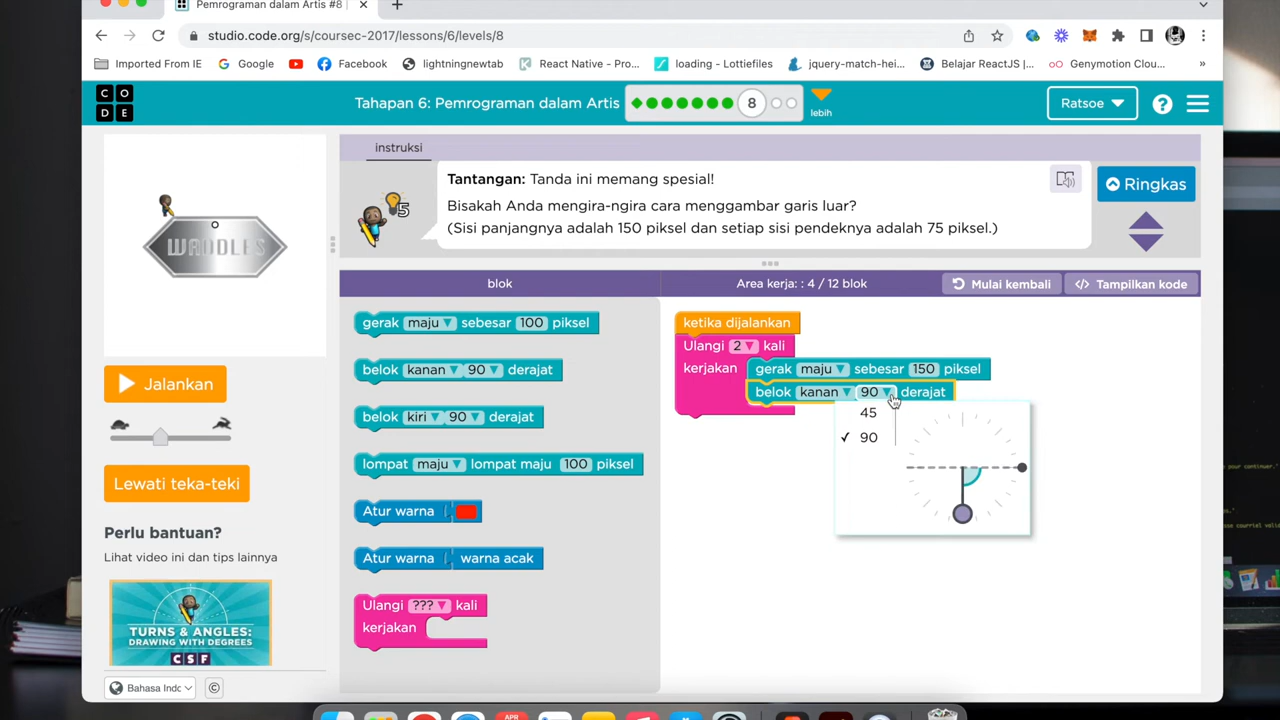 Pemrograman dalam Artis #8
studio.code.org/s/coursec-2017/lessons/6/levels/8
Imported From IE
Google
Facebook
lightningnewtab
React Native - Pro...
loading - Lottiefiles
jquery-match-hei...
Belajar ReactJS |...
Genymotion Clou...
»
C O
D E
Tahapan 6: Pemrograman dalam Artis
8
lebih
Ratsoe
?
instruksi
5
Tantangan: Tanda ini memang spesial!
Bisakah Anda mengira-ngira cara menggambar garis luar?
(Sisi panjangnya adalah 150 piksel dan setiap sisi pendeknya adalah 75 piksel.)
Ringkas
WADDLES
blok
Area kerja: : 4 / 12 blok
Mulai kembali
</> Tampilkan kode
gerak maju sebesar 100 piksel
belok kanan 90 derajat
belok kiri 90 derajat
lompat maju lompat maju 100 piksel
Atur warna
Atur warna warna acak
Ulangi ??? kali
kerjakan
ketika dijalankan
Ulangi 2 kali
kerjakan gerak maju sebesar 150 piksel
belok kanan 90 derajat
45
✓ 90
Jalankan
Lewati teka-teki
Perlu bantuan?
Lihat video ini dan tips lainnya
TURNS & ANGLES:
DRAWING WITH DEGREES
C S F
Bahasa Indc
©
APR